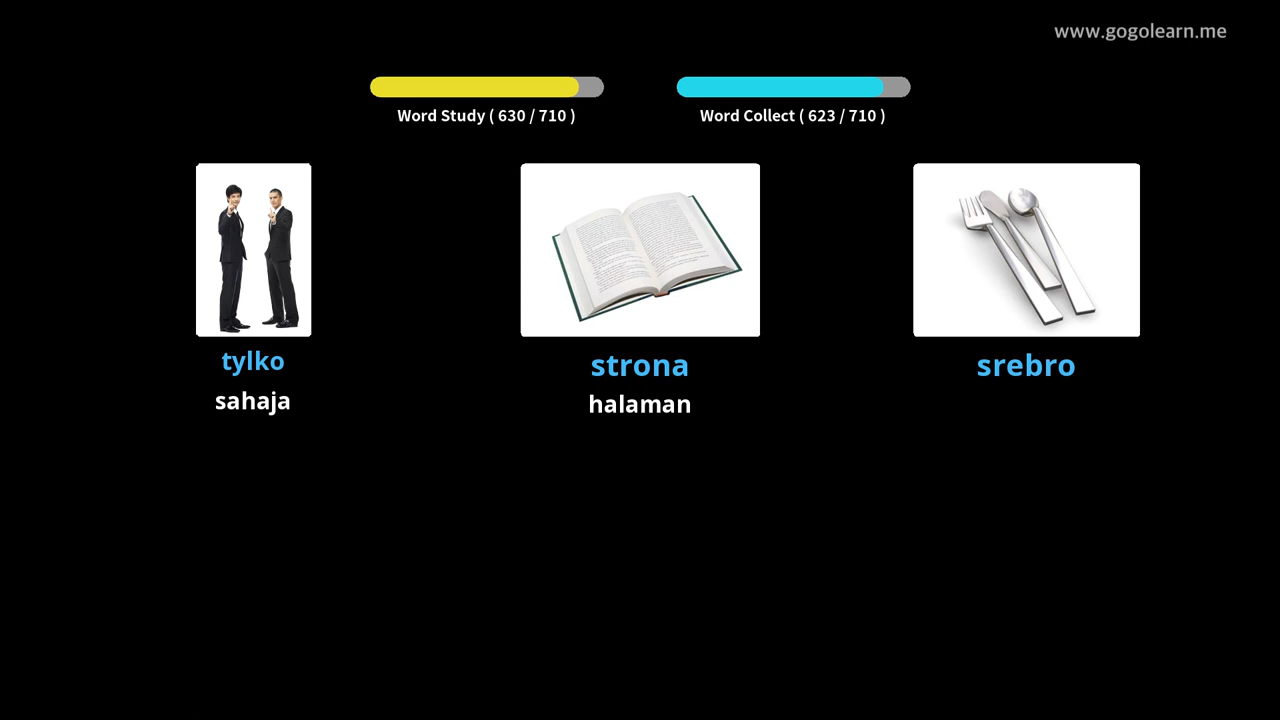 www.gogolearn.me
Word Study ( 630 / 710 )
Word Collect ( 623 / 710 )
tylko
sahaja
strona
halaman
srebro